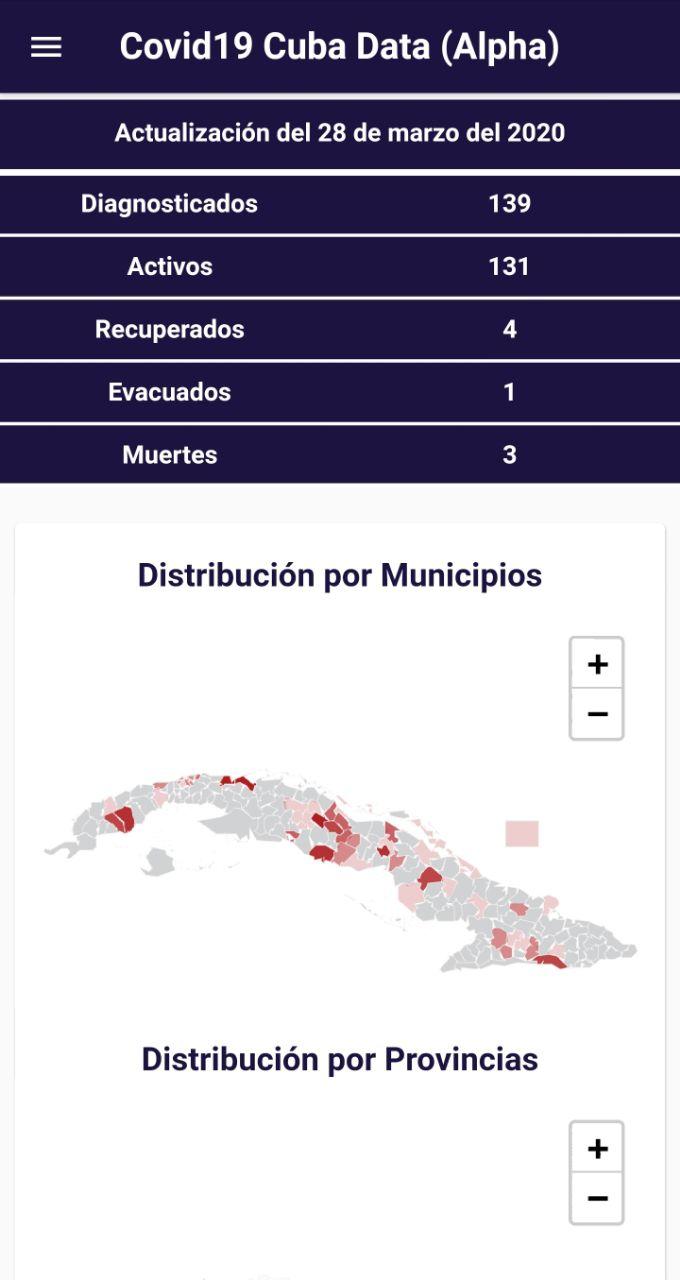 Covid19 Cuba Data (Alpha)
Actualización del 28 de marzo del 2020
Diagnosticados 139
Activos 131
Recuperados 4
Evacuados 1
Muertes 3
Distribución por Municipios
+
−
Distribución por Provincias
+
−